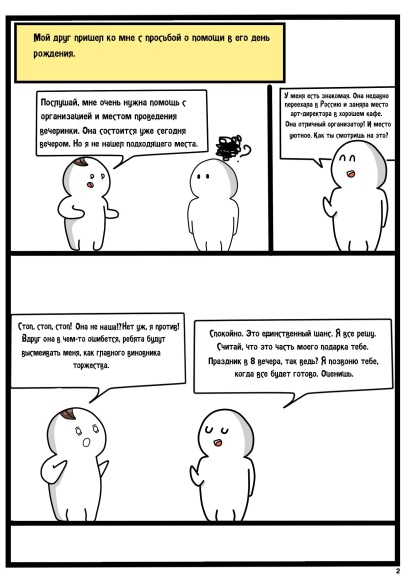 Мой друг пришел ко мне с просьбой о помощи в его день
рождения.
Послушай, мне очень нужна помощь с
организацией и местом проведения
вечеринки. Она состоится уже сегодня
вечером. Но я не нашел подходящего места.
У меня есть знакомая. Она недавно
переехала в Россию и заняла место
арт-директора в хорошем кафе.
Она отличный организатор! И место
уютное. Как ты смотришь на это?
Стоп, стоп, стоп! Она не наша!?Нет уж, я против!
Вдруг она в чем-то ошибется, ребята будут
высмеивать меня, как главного виновника
торжества.
Спокойно. Это единственный шанс. Я все решу.
Считай, что это часть моего подарка тебе.
Праздник в 8 вечера, так ведь? Я позвоню тебе,
когда все будет готово. Оценишь.
2